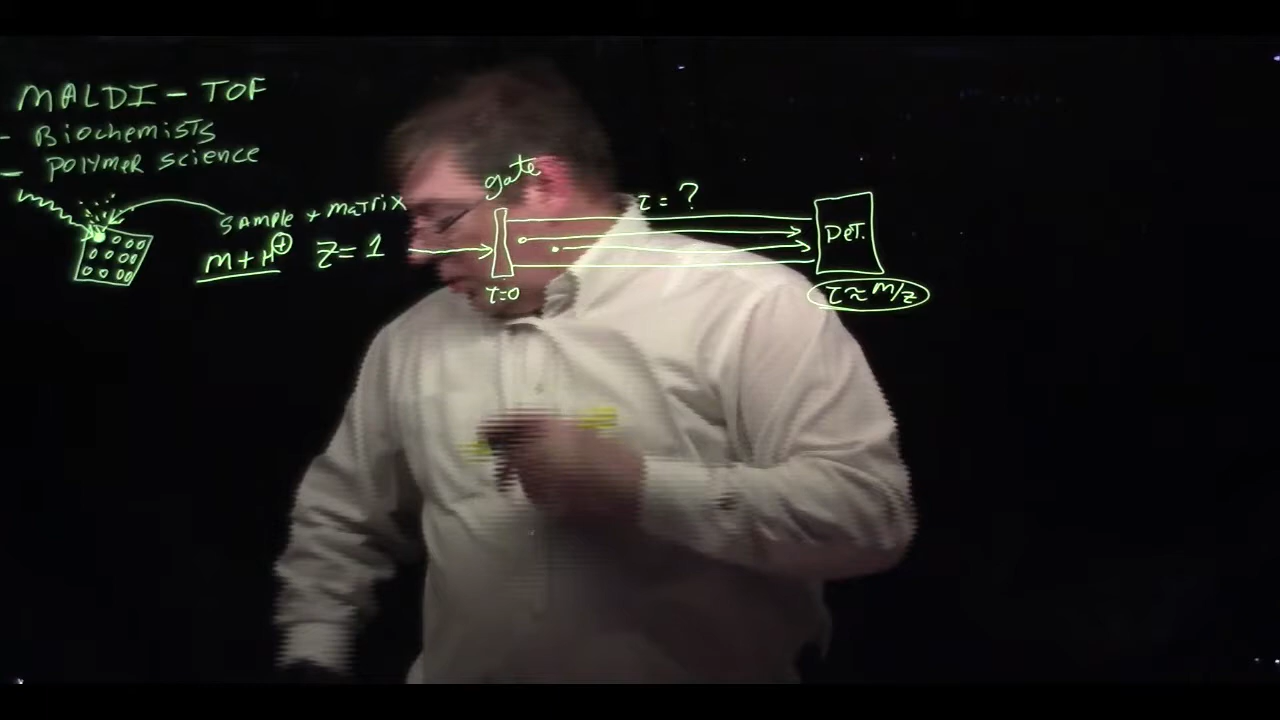 MALDI - TOF
- Biochemists
- Polymer science
gate
SAMPLE + MATRIX
τ = ?
M + H⊕ Z = 1
DET.
τ=0
τ ≈ M/Z